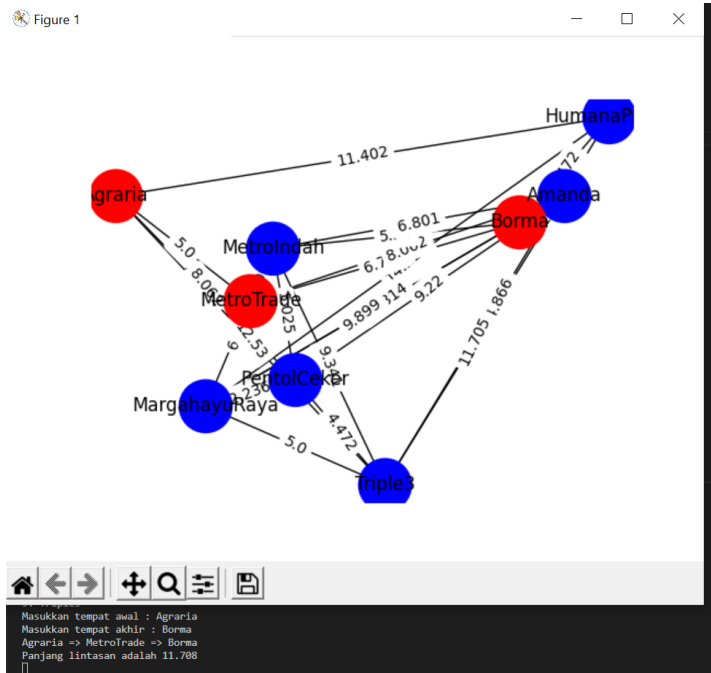 Figure 1
HumanaP
11.402
Agraria
Amanda
Borma
6.801
MetroIndah
5.0
8.06
MetroTrade
9.22
9.899
11.705
PentolCeker
MargahayuRaya
4.472
5.0
Triple3
Masukkan tempat awal : Agraria
Masukkan tempat akhir : Borma
Agraria => MetroTrade => Borma
Panjang lintasan adalah 11.708